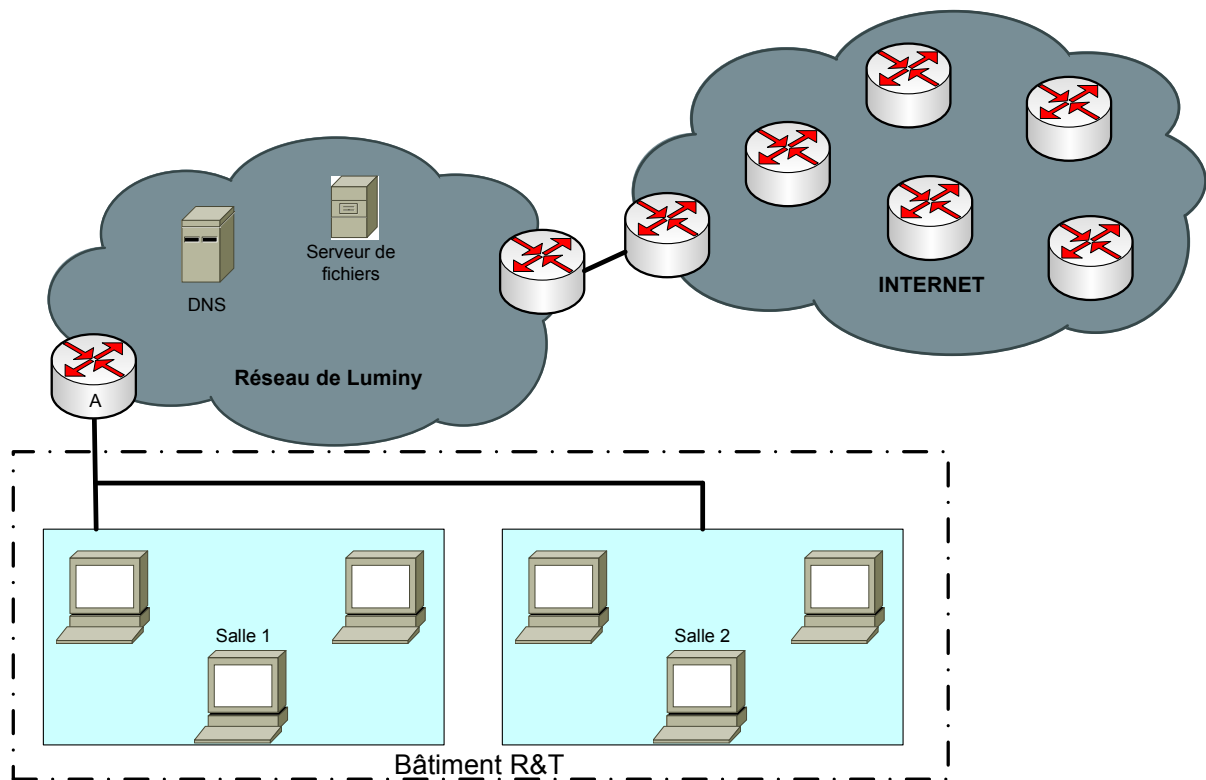 Serveur de
fichiers
DNS
INTERNET
Réseau de Luminy
A
Salle 1
Salle 2
Bâtiment R&T